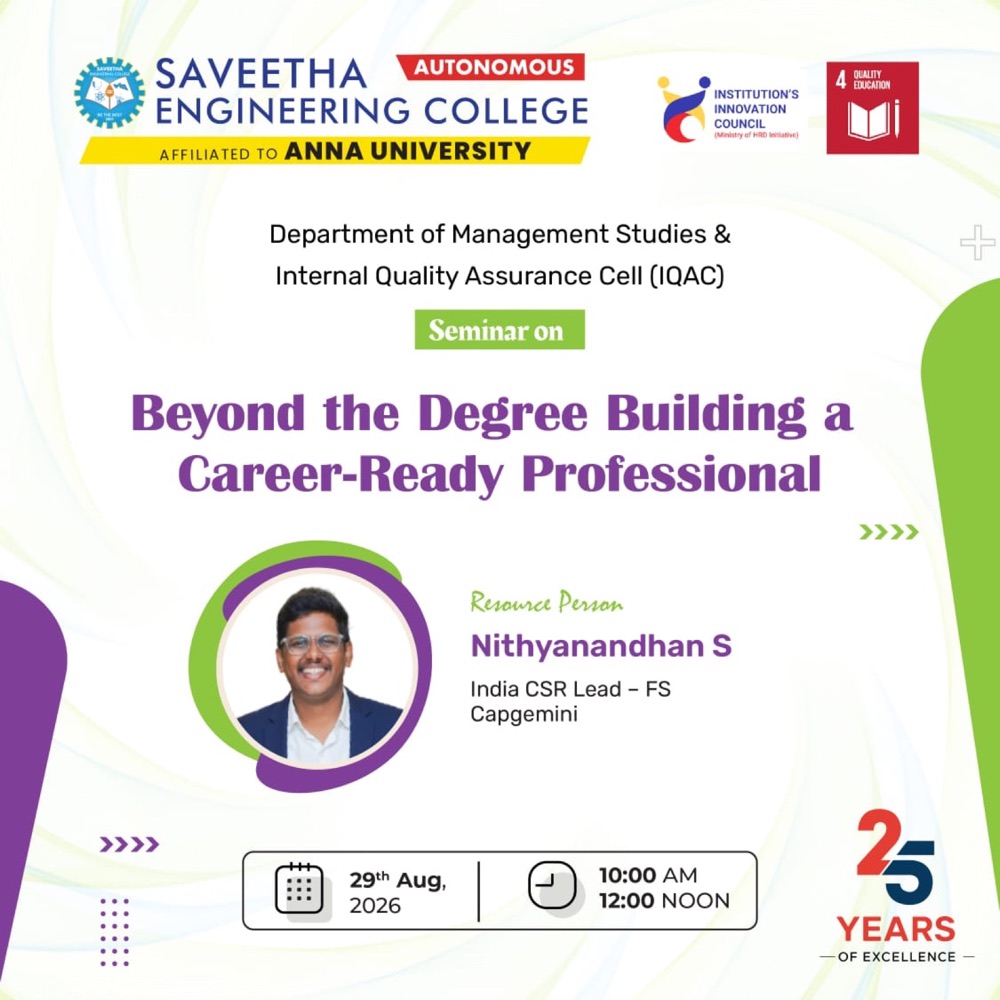 SAVEETHA
ENGINEERING COLLEGE
AUTONOMOUS
AFFILIATED TO ANNA UNIVERSITY
SAVEETHA
ENGINEERING COLLEGE
INSTITUTION'S
INNOVATION
COUNCIL
(Ministry of HRD Initiative)
4 QUALITY
EDUCATION
Department of Management Studies &
Internal Quality Assurance Cell (IQAC)
Seminar on
Beyond the Degree Building a
Career-Ready Professional
Resource Person
Nithyanandhan S
India CSR Lead – FS
Capgemini
29th Aug,
2026
10:00 AM
12:00 NOON
25
YEARS
OF EXCELLENCE